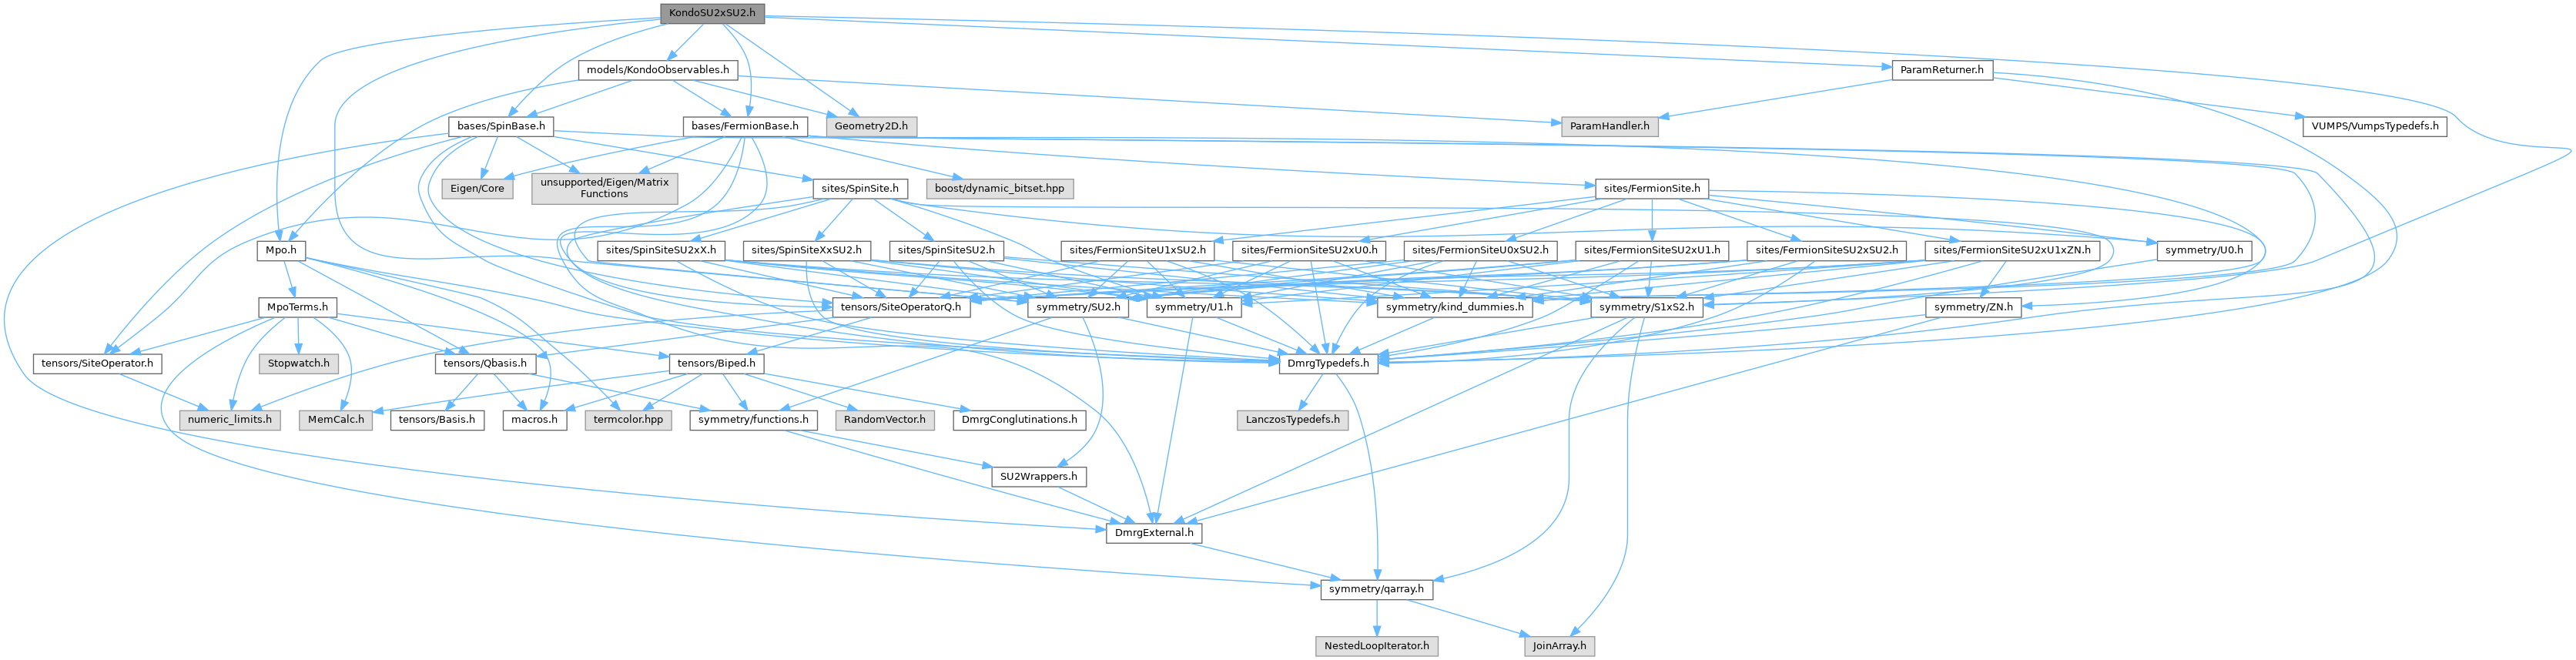 KondoSU2xSU2.h
models/KondoObservables.h
ParamReturner.h
bases/SpinBase.h
bases/FermionBase.h
Geometry2D.h
ParamHandler.h
VUMPS/VumpsTypedefs.h
Eigen/Core
unsupported/Eigen/Matrix
Functions
sites/SpinSite.h
boost/dynamic_bitset.hpp
sites/FermionSite.h
Mpo.h
sites/SpinSiteSU2xX.h
sites/SpinSiteXxSU2.h
sites/SpinSiteSU2.h
sites/FermionSiteU1xSU2.h
sites/FermionSiteSU2xU0.h
sites/FermionSiteU0xSU2.h
sites/FermionSiteSU2xU1.h
sites/FermionSiteSU2xSU2.h
sites/FermionSiteSU2xU1xZN.h
symmetry/U0.h
MpoTerms.h
tensors/SiteOperatorQ.h
symmetry/SU2.h
symmetry/U1.h
symmetry/kind_dummies.h
symmetry/S1xS2.h
symmetry/ZN.h
tensors/SiteOperator.h
Stopwatch.h
tensors/Qbasis.h
tensors/Biped.h
DmrgTypedefs.h
numeric_limits.h
MemCalc.h
tensors/Basis.h
macros.h
termcolor.hpp
symmetry/functions.h
RandomVector.h
DmrgConglutinations.h
LanczosTypedefs.h
SU2Wrappers.h
DmrgExternal.h
symmetry/qarray.h
NestedLoopIterator.h
JoinArray.h